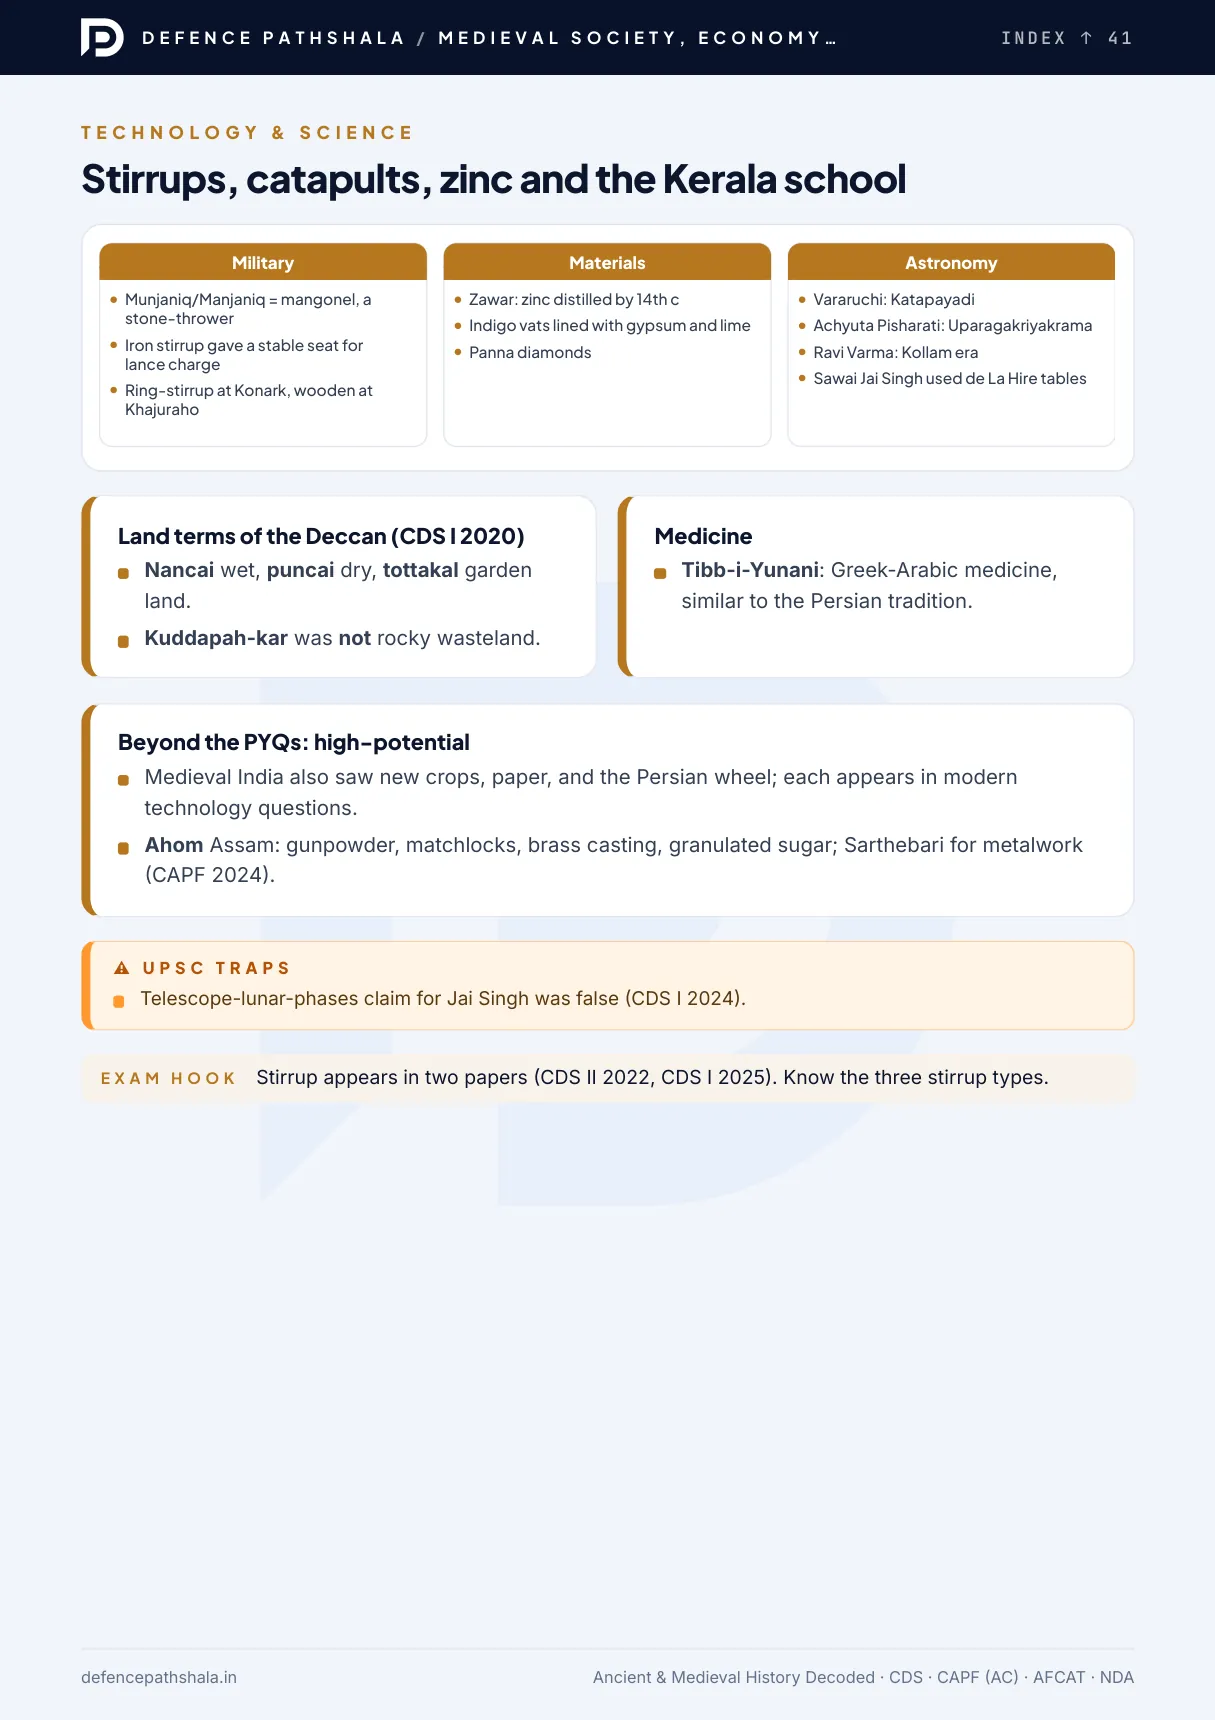 DEFENCE PATHSHALA / MEDIEVAL SOCIETY, ECONOMY…
INDEX ↑ 41
TECHNOLOGY & SCIENCE
Stirrups, catapults, zinc and the Kerala school
Military
Munjaniq/Manjaniq = mangonel, a
stone-thrower
Iron stirrup gave a stable seat for
lance charge
Ring-stirrup at Konark, wooden at
Khajuraho
Materials
Zawar: zinc distilled by 14th c
Indigo vats lined with gypsum and lime
Panna diamonds
Astronomy
Vararuchi: Katapayadi
Achyuta Pisharati: Uparagakriyakrama
Ravi Varma: Kollam era
Sawai Jai Singh used de La Hire tables
Land terms of the Deccan (CDS I 2020)
Nancai wet, puncai dry, tottakal garden
land.
Kuddapah-kar was not rocky wasteland.
Medicine
Tibb-i-Yunani: Greek-Arabic medicine,
similar to the Persian tradition.
Beyond the PYQs: high-potential
Medieval India also saw new crops, paper, and the Persian wheel; each appears in modern
technology questions.
Ahom Assam: gunpowder, matchlocks, brass casting, granulated sugar; Sarthebari for metalwork
(CAPF 2024).
⚠ UPSC TRAPS
Telescope-lunar-phases claim for Jai Singh was false (CDS I 2024).
EXAM HOOK Stirrup appears in two papers (CDS II 2022, CDS I 2025). Know the three stirrup types.
defencepathshala.in
Ancient & Medieval History Decoded · CDS · CAPF (AC) · AFCAT · NDA